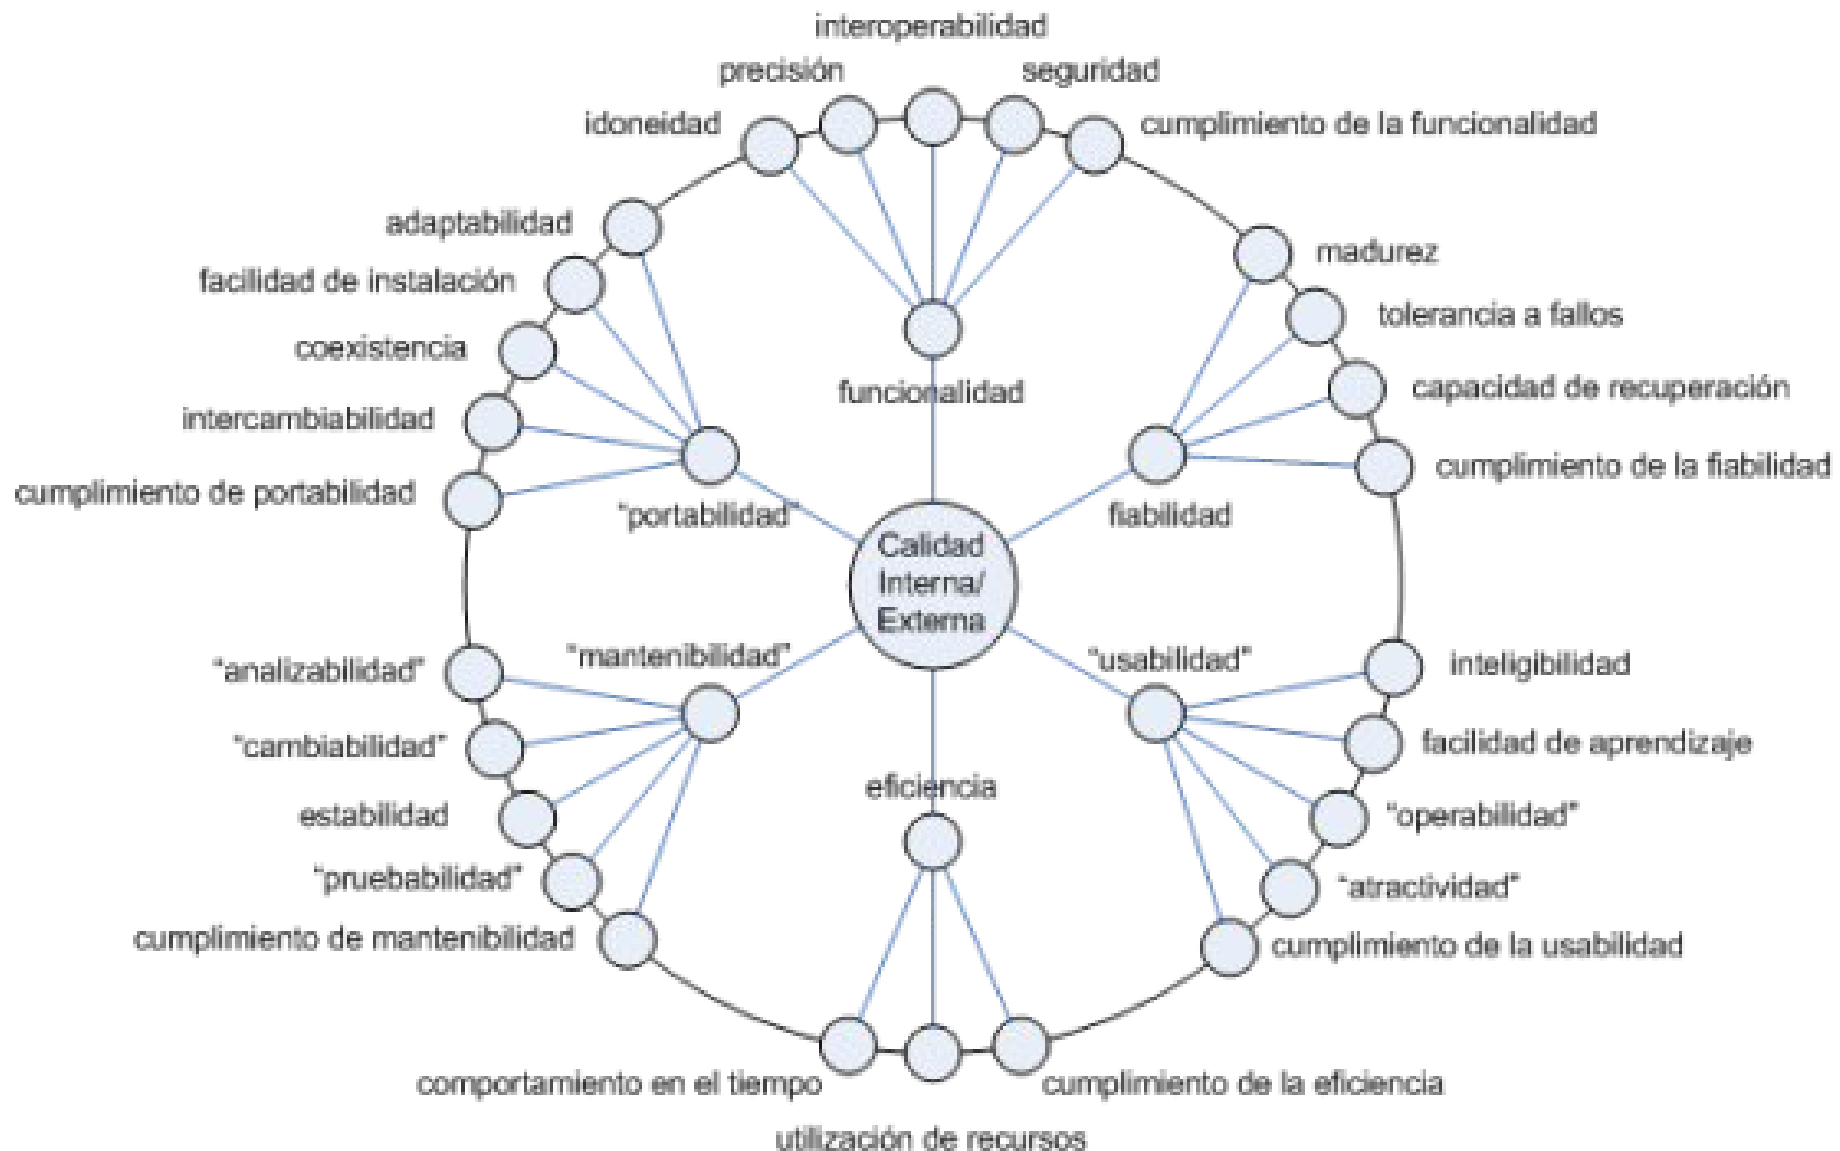 interoperabilidad
precisión
seguridad
idoneidad
cumplimiento de la funcionalidad
adaptabilidad
madurez
facilidad de instalación
tolerancia a fallos
coexistencia
funcionalidad
capacidad de recuperación
intercambiabilidad
cumplimiento de la fiabilidad
cumplimiento de portabilidad
"portabilidad"
fiabilidad
Calidad
Interna/
Externa
"mantenibilidad"
"usabilidad"
"analizabilidad"
inteligibilidad
"cambiabilidad"
facilidad de aprendizaje
eficiencia
estabilidad
"operabilidad"
"pruebabilidad"
"atractividad"
cumplimiento de mantenibilidad
cumplimiento de la usabilidad
comportamiento en el tiempo
cumplimiento de la eficiencia
utilización de recursos